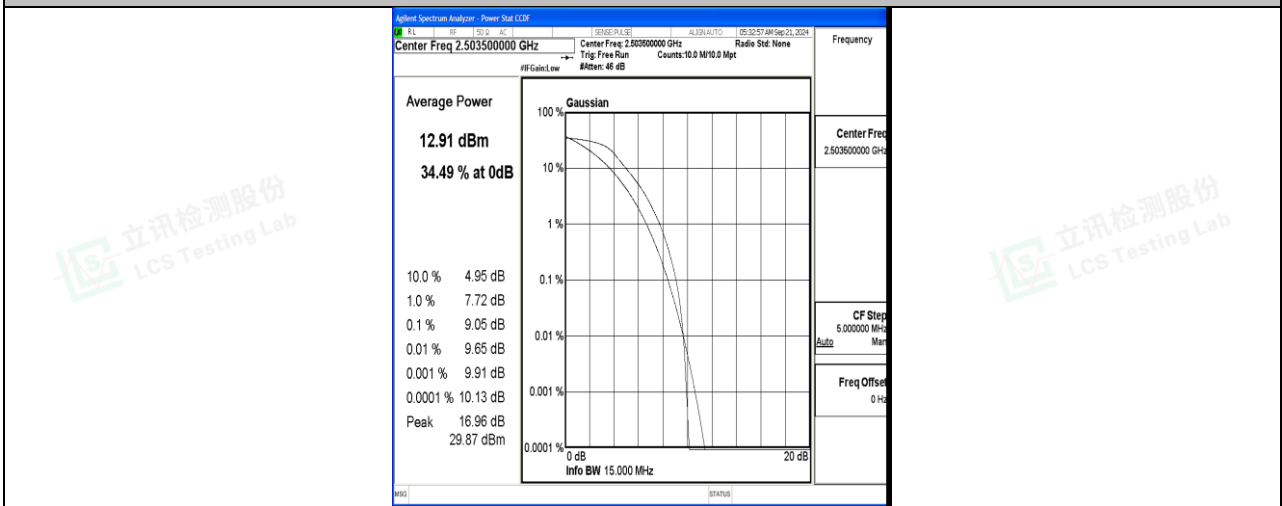 Agilent Spectrum Analyzer - Power Stat CCDF
RL RF 50 Ω AC SENSE:PULSE ALIGN AUTO 05:32:57 AM Sep 21, 2024
Center Freq 2.503500000 GHz
Center Freq: 2.503500000 GHz Radio Std: None
Trig: Free Run Counts:10.0 M/10.0 Mpt
#IFGain:Low #Atten: 46 dB
Frequency
Average Power
12.91 dBm
34.49 % at 0dB
10.0 % 4.95 dB
1.0 % 7.72 dB
0.1 % 9.05 dB
0.01 % 9.65 dB
0.001 % 9.91 dB
0.0001 % 10.13 dB
Peak 16.96 dB
29.87 dBm
Gaussian
100 %
10 %
1 %
0.1 %
0.01 %
0.001 %
0.0001 %
0 dB 20 dB
Info BW 15.000 MHz
Center Freq
2.503500000 GHz
CF Step
5.000000 MHz
Auto Man
Freq Offset
0 Hz
MSG STATUS
立讯检测股份
LCS Testing Lab
立讯检测股份
LCS Testing Lab